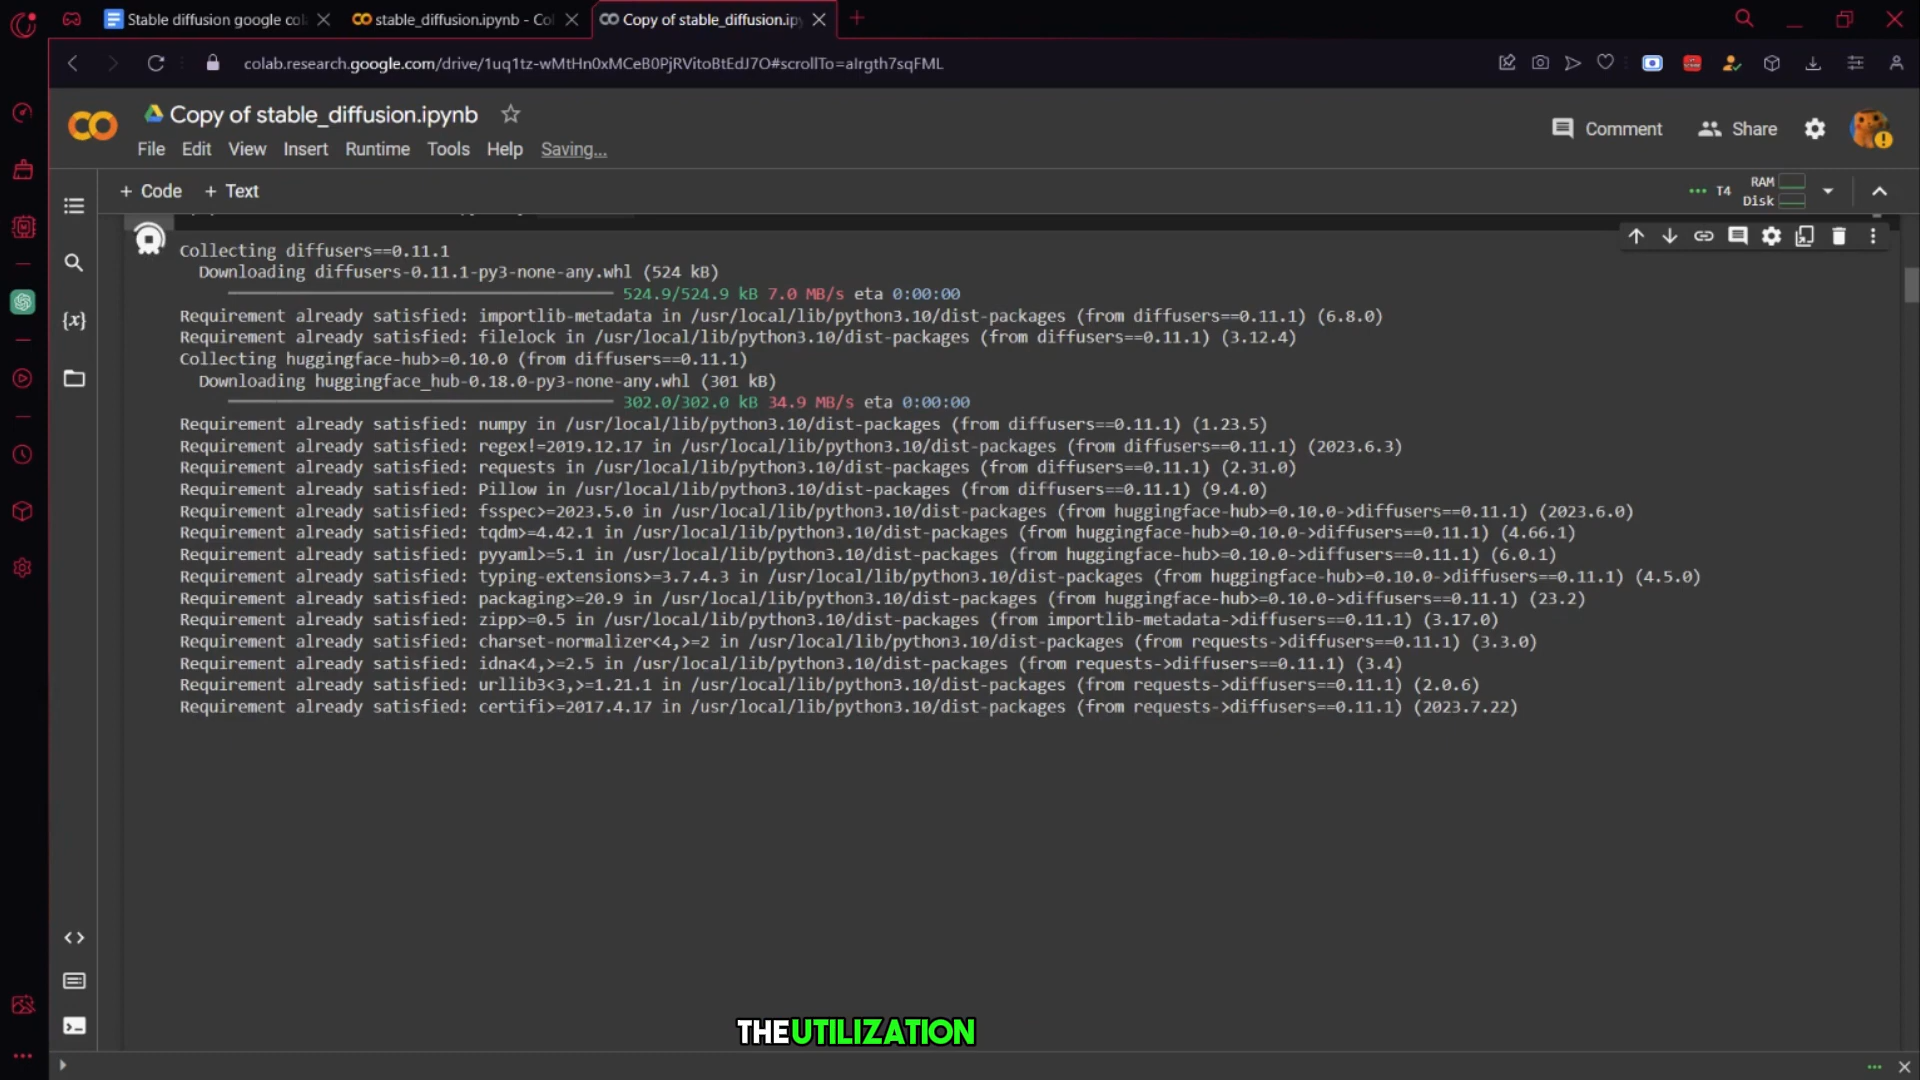 Stable diffusion google col
stable_diffusion.ipynb - Col
Copy of stable_diffusion.ipy
colab.research.google.com/drive/1uq1tz-wMtHn0xMCeB0PjRVitoBtEdJ7O#scrollTo=aIrgth7sqFML
Copy of stable_diffusion.ipynb
Comment
Share
File Edit View Insert Runtime Tools Help Saving...
+ Code + Text
T4
RAM
Disk
Collecting diffusers==0.11.1
Downloading diffusers-0.11.1-py3-none-any.whl (524 kB)
524.9/524.9 kB 7.0 MB/s eta 0:00:00
Requirement already satisfied: importlib-metadata in /usr/local/lib/python3.10/dist-packages (from diffusers==0.11.1) (6.8.0)
Requirement already satisfied: filelock in /usr/local/lib/python3.10/dist-packages (from diffusers==0.11.1) (3.12.4)
Collecting huggingface-hub>=0.10.0 (from diffusers==0.11.1)
Downloading huggingface_hub-0.18.0-py3-none-any.whl (301 kB)
302.0/302.0 kB 34.9 MB/s eta 0:00:00
Requirement already satisfied: numpy in /usr/local/lib/python3.10/dist-packages (from diffusers==0.11.1) (1.23.5)
Requirement already satisfied: regex!=2019.12.17 in /usr/local/lib/python3.10/dist-packages (from diffusers==0.11.1) (2023.6.3)
Requirement already satisfied: requests in /usr/local/lib/python3.10/dist-packages (from diffusers==0.11.1) (2.31.0)
Requirement already satisfied: Pillow in /usr/local/lib/python3.10/dist-packages (from diffusers==0.11.1) (9.4.0)
Requirement already satisfied: fsspec>=2023.5.0 in /usr/local/lib/python3.10/dist-packages (from huggingface-hub>=0.10.0->diffusers==0.11.1) (2023.6.0)
Requirement already satisfied: tqdm>=4.42.1 in /usr/local/lib/python3.10/dist-packages (from huggingface-hub>=0.10.0->diffusers==0.11.1) (4.66.1)
Requirement already satisfied: pyyaml>=5.1 in /usr/local/lib/python3.10/dist-packages (from huggingface-hub>=0.10.0->diffusers==0.11.1) (6.0.1)
Requirement already satisfied: typing-extensions>=3.7.4.3 in /usr/local/lib/python3.10/dist-packages (from huggingface-hub>=0.10.0->diffusers==0.11.1) (4.5.0)
Requirement already satisfied: packaging>=20.9 in /usr/local/lib/python3.10/dist-packages (from huggingface-hub>=0.10.0->diffusers==0.11.1) (23.2)
Requirement already satisfied: zipp>=0.5 in /usr/local/lib/python3.10/dist-packages (from importlib-metadata->diffusers==0.11.1) (3.17.0)
Requirement already satisfied: charset-normalizer<4,>=2 in /usr/local/lib/python3.10/dist-packages (from requests->diffusers==0.11.1) (3.3.0)
Requirement already satisfied: idna<4,>=2.5 in /usr/local/lib/python3.10/dist-packages (from requests->diffusers==0.11.1) (3.4)
Requirement already satisfied: urllib3<3,>=1.21.1 in /usr/local/lib/python3.10/dist-packages (from requests->diffusers==0.11.1) (2.0.6)
Requirement already satisfied: certifi>=2017.4.17 in /usr/local/lib/python3.10/dist-packages (from requests->diffusers==0.11.1) (2023.7.22)
THE UTILIZATION